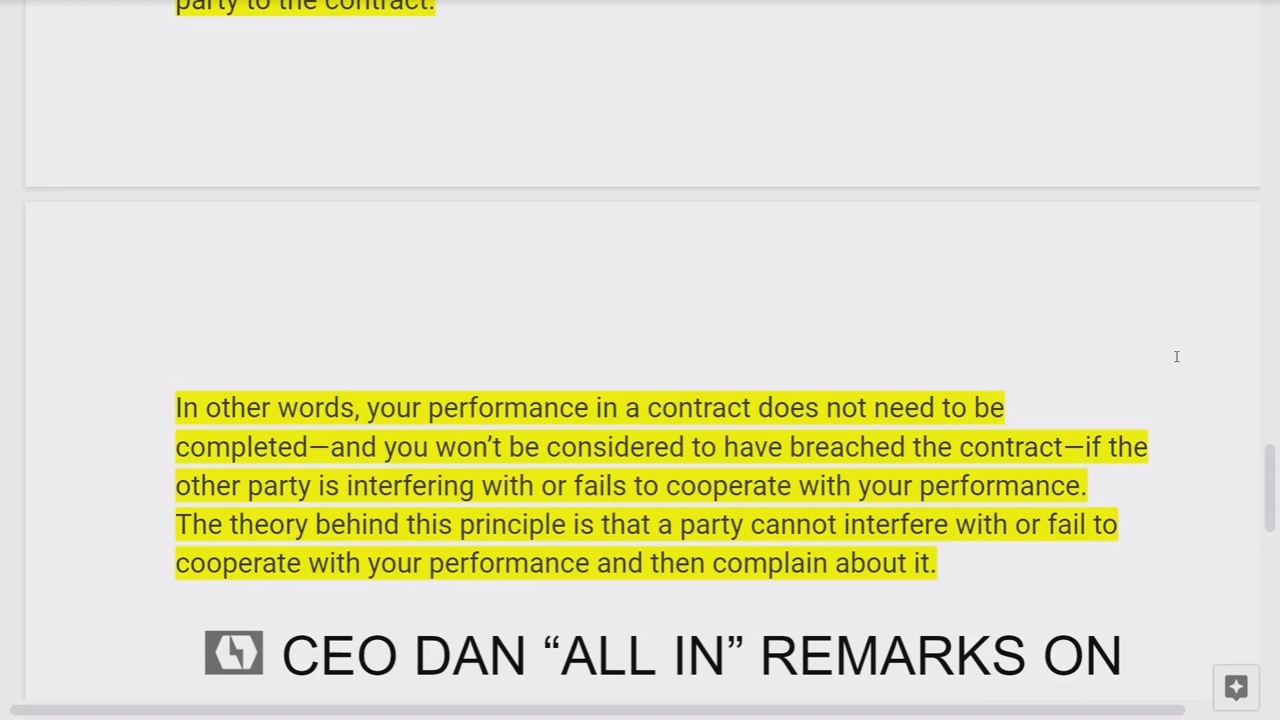 party to the contract.
In other words, your performance in a contract does not need to be
completed—and you won’t be considered to have breached the contract—if the
other party is interfering with or fails to cooperate with your performance.
The theory behind this principle is that a party cannot interfere with or fail to
cooperate with your performance and then complain about it.
CEO DAN “ALL IN” REMARKS ON